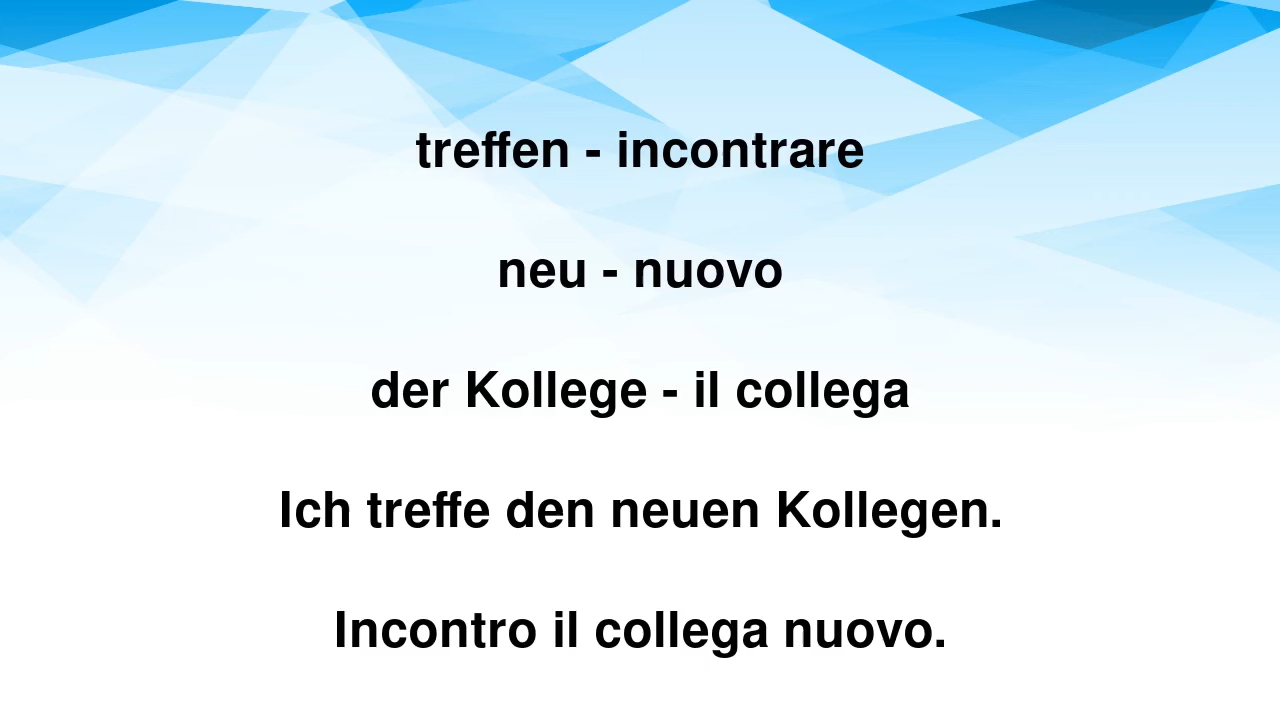 treffen - incontrare
neu - nuovo
der Kollege - il collega
Ich treffe den neuen Kollegen.
Incontro il collega nuovo.